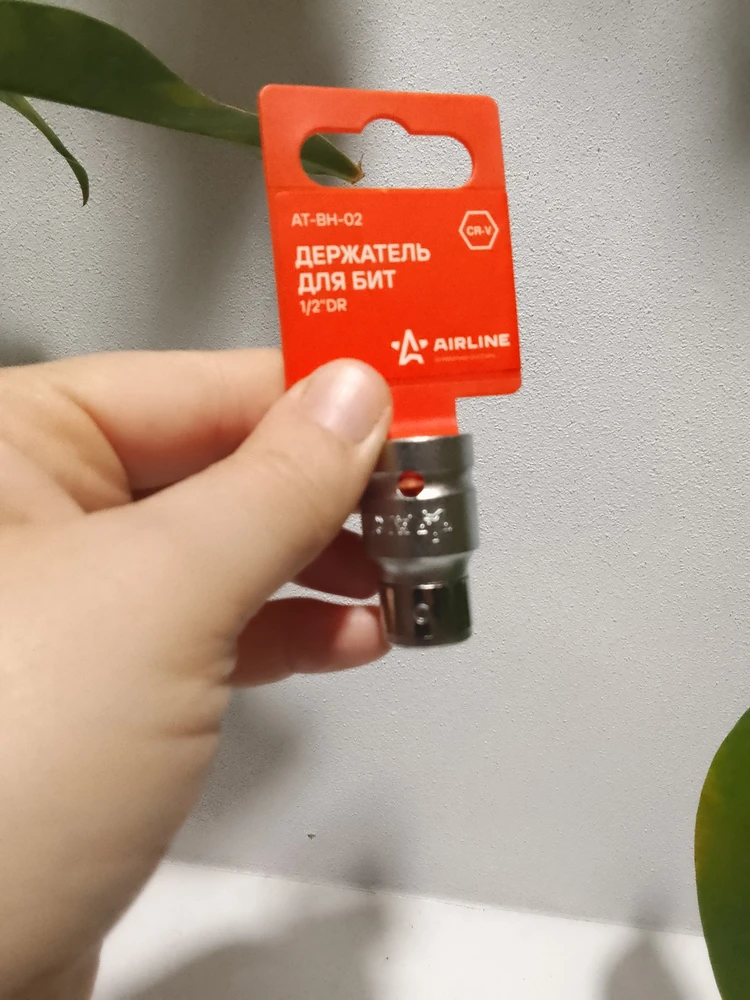 AT-BH-02
CR-V
ДЕРЖАТЕЛЬ
ДЛЯ БИТ
1/2"DR
AIRLINE